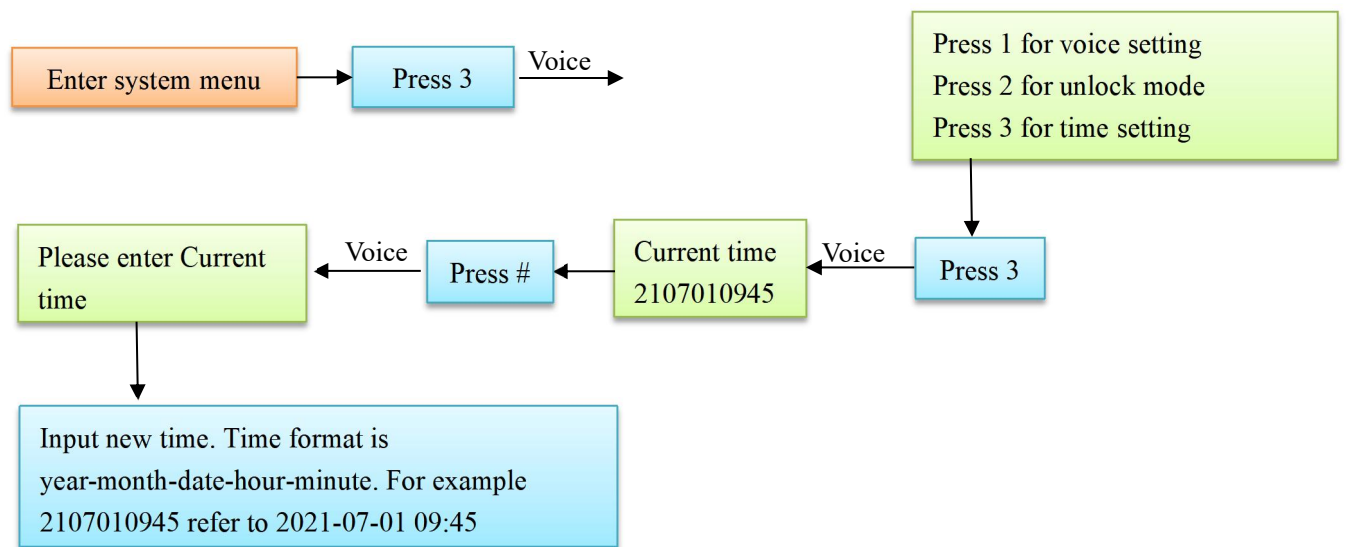 Enter system menu
Press 3
Voice
Press 1 for voice setting
Press 2 for unlock mode
Press 3 for time setting
Press 3
Voice
Current time
2107010945
Press #
Voice
Please enter Current
time
Input new time. Time format is
year-month-date-hour-minute. For example
2107010945 refer to 2021-07-01 09:45